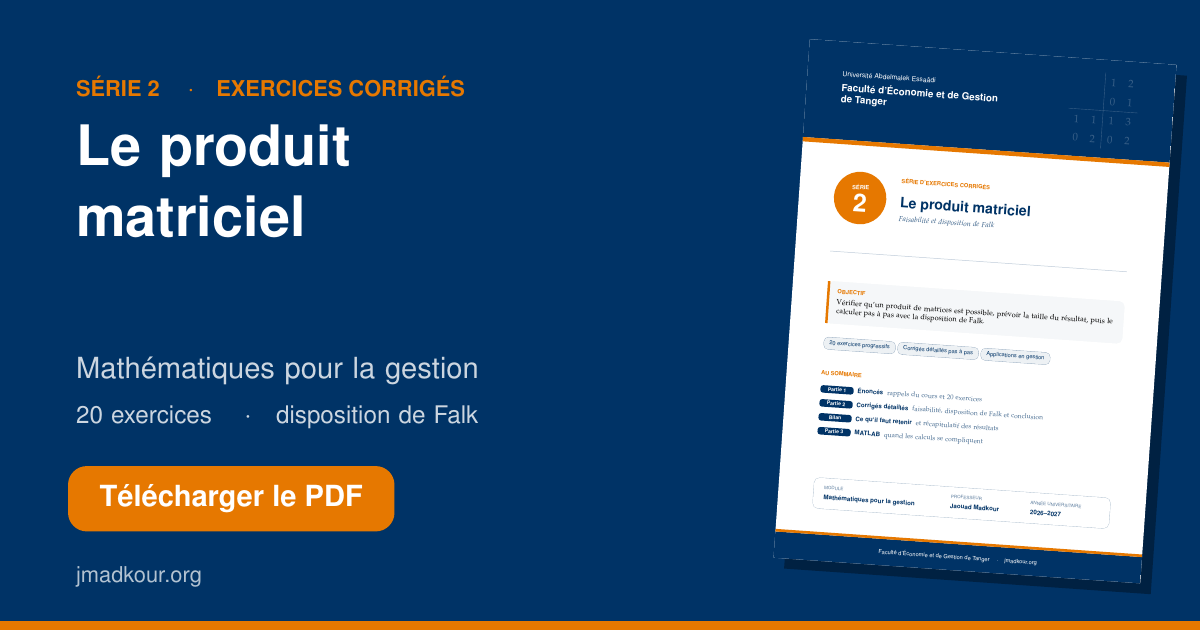 SÉRIE 2 · EXERCICES CORRIGÉS
Le produit
matriciel
Mathématiques pour la gestion
20 exercices · disposition de Falk
Télécharger le PDF
jmadkour.org
Université Abdelmalek Essaâdi
Faculté d'Économie et de Gestion
de Tanger
1 2
0 1
1 1 1 3
0 2 0 2
SÉRIE
2
SÉRIE D'EXERCICES CORRIGÉS
Le produit matriciel
Faisabilité et disposition de Falk
OBJECTIF
Vérifier qu'un produit de matrices est possible, prévoir la taille du résultat, puis le
calculer pas à pas avec la disposition de Falk.
20 exercices progressifs Corrigés détaillés pas à pas Applications en gestion
AU SOMMAIRE
Partie 1 Énoncés rappels du cours et 20 exercices
Partie 2 Corrigés détaillés faisabilité, disposition de Falk et conclusion
Bilan Ce qu'il faut retenir et récapitulatif des résultats
Partie 3 MATLAB quand les calculs se compliquent
MODULE PROFESSEUR ANNÉE UNIVERSITAIRE
Mathématiques pour la gestion Jaouad Madkour 2026–2027
Faculté d'Économie et de Gestion de Tanger · jmadkour.org